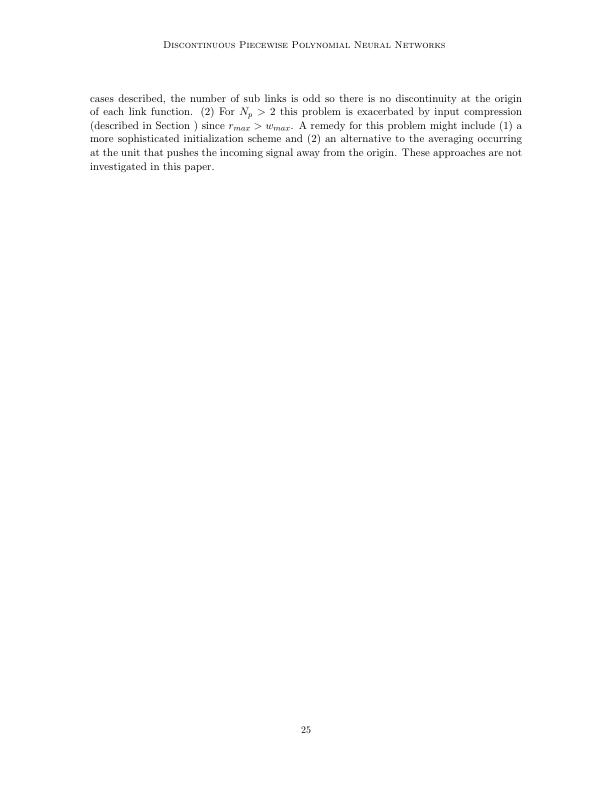 Discontinuous Piecewise Polynomial Neural Networks
cases described, the number of sub links is odd so there is no discontinuity at the origin
of each link function. (2) For N_p > 2 this problem is exacerbated by input compression
(described in Section ) since r_max > w_max. A remedy for this problem might include (1) a
more sophisticated initialization scheme and (2) an alternative to the averaging occurring
at the unit that pushes the incoming signal away from the origin. These approaches are not
investigated in this paper.
25